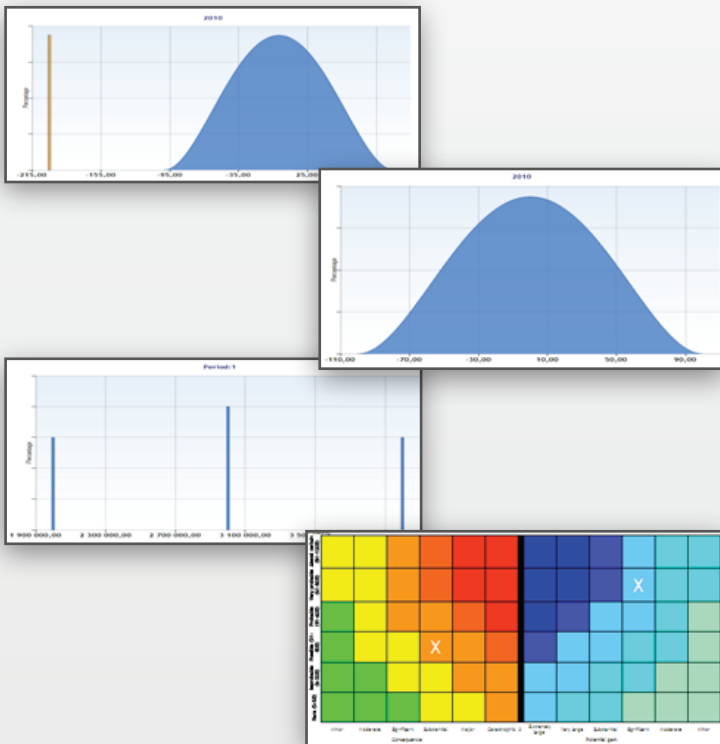 2010
Percentage
-215,00 -155,00 -95,00 -35,00 25,00
2010
Percentage
-110,00 -70,00 -30,00 10,00 50,00 90,00
Period: 1
Percentage
1 900 000,00 2 300 000,00 2 700 000,00 3 100 000,00 3 500
X
X
Minor Moderate Significant Substantial Major Catastrophic Extremely large Very large Substantial Significant Moderate Minor
Consequence Potential gain